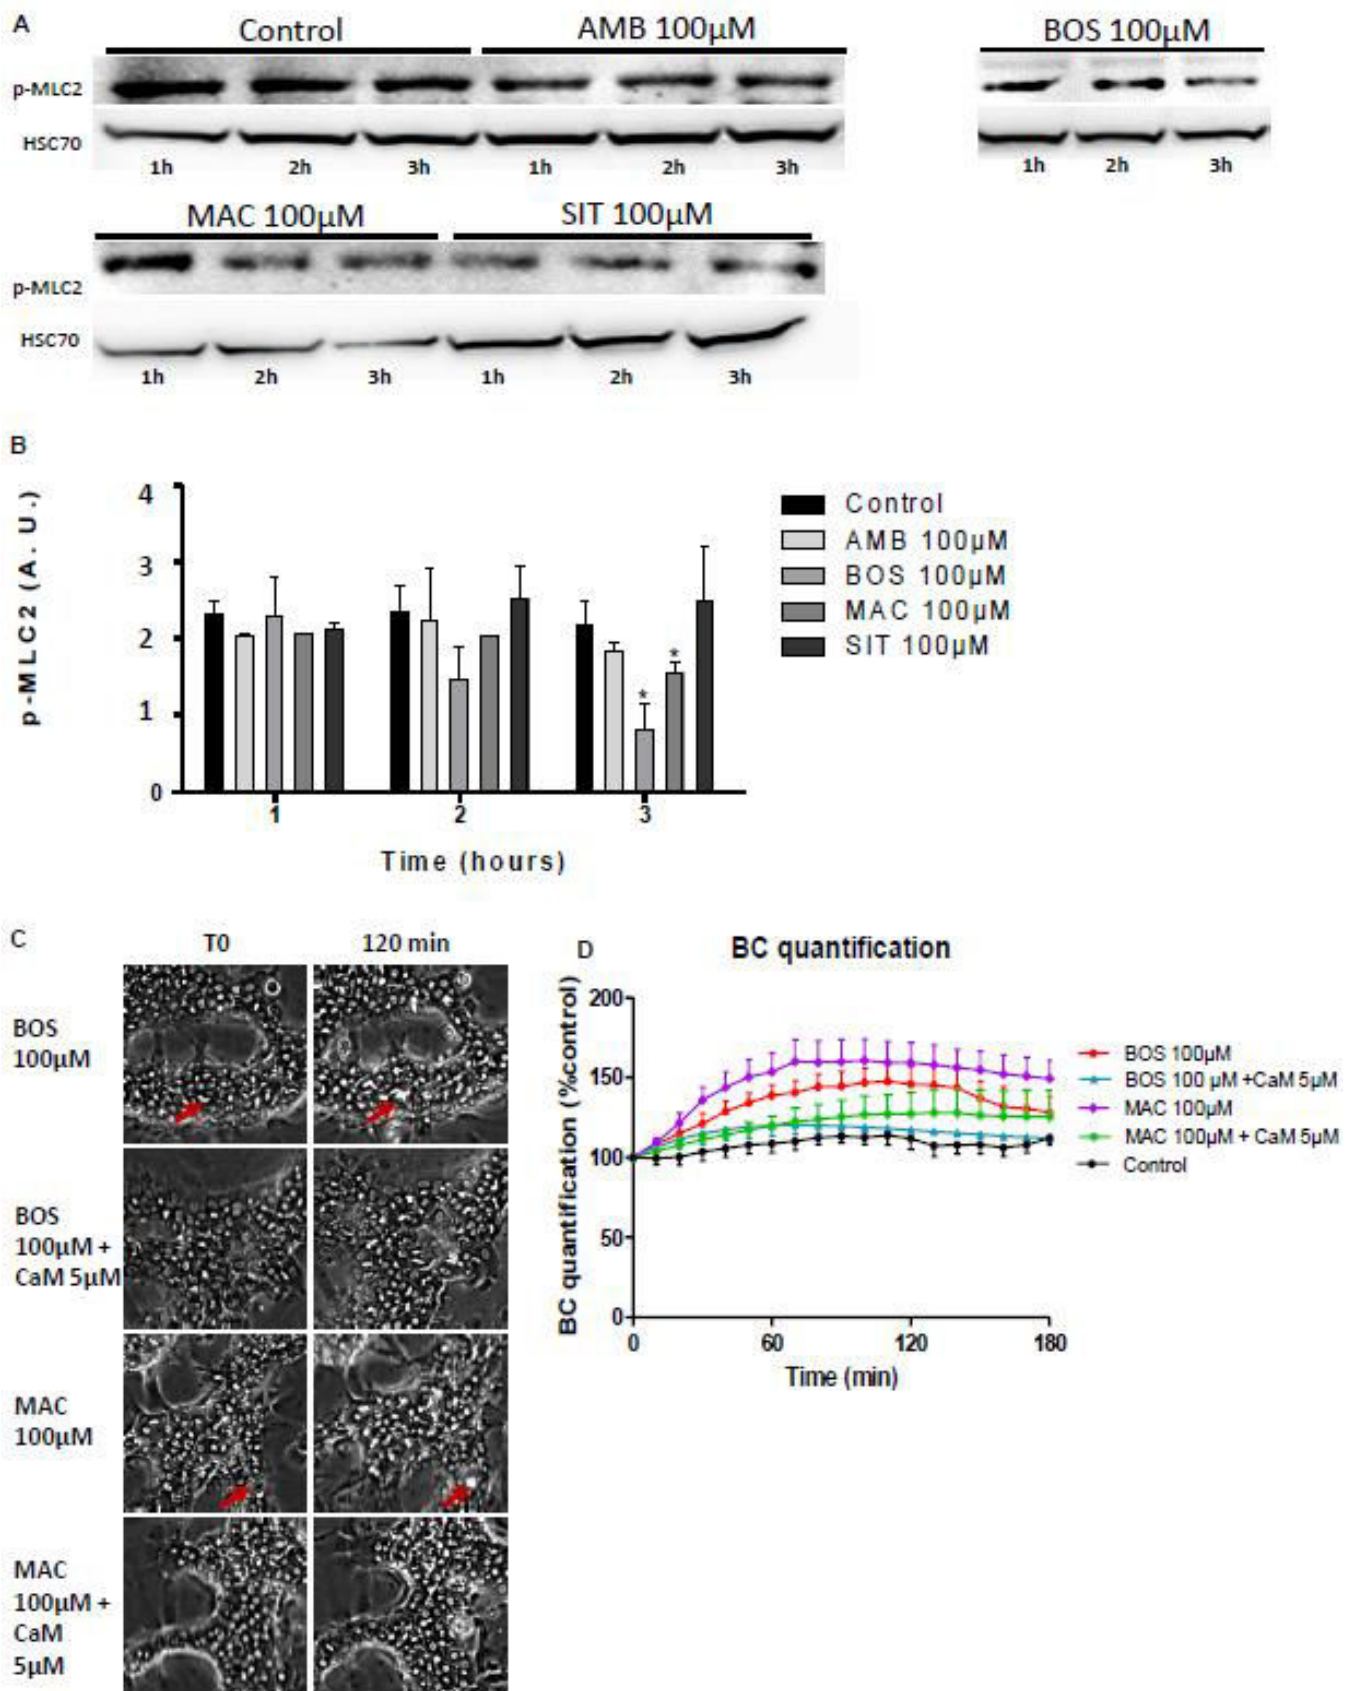 A
Control
AMB 100µM
BOS 100µM
p-MLC2
HSC70
1h 2h 3h 1h 2h 3h
1h 2h 3h
MAC 100µM
SIT 100µM
p-MLC2
HSC70
1h 2h 3h 1h 2h 3h
B
p-MLC2 (A. U.)
4
3
2
1
0
1 2 3
Time (hours)
* *
Control
AMB 100µM
BOS 100µM
MAC 100µM
SIT 100µM
C
T0
120 min
BOS
100µM
BOS
100µM +
CaM 5µM
MAC
100µM
MAC
100µM +
CaM
5µM
D
BC quantification
BC quantification (%control)
200
150
100
50
0
0 60 120 180
Time (min)
BOS 100µM
BOS 100 µM +CaM 5µM
MAC 100µM
MAC 100µM + CaM 5µM
Control